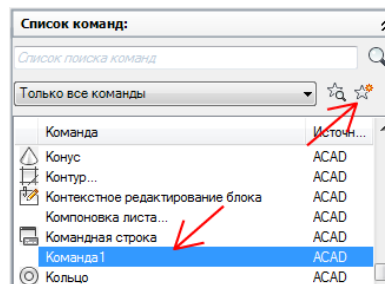 Список команд:
Список поиска команд
Только все команды
Команда Источн...
Конус ACAD
Контур... ACAD
Контекстное редактирование блока ACAD
Компоновка листа... ACAD
Командная строка ACAD
Команда1 ACAD
Кольцо ACAD